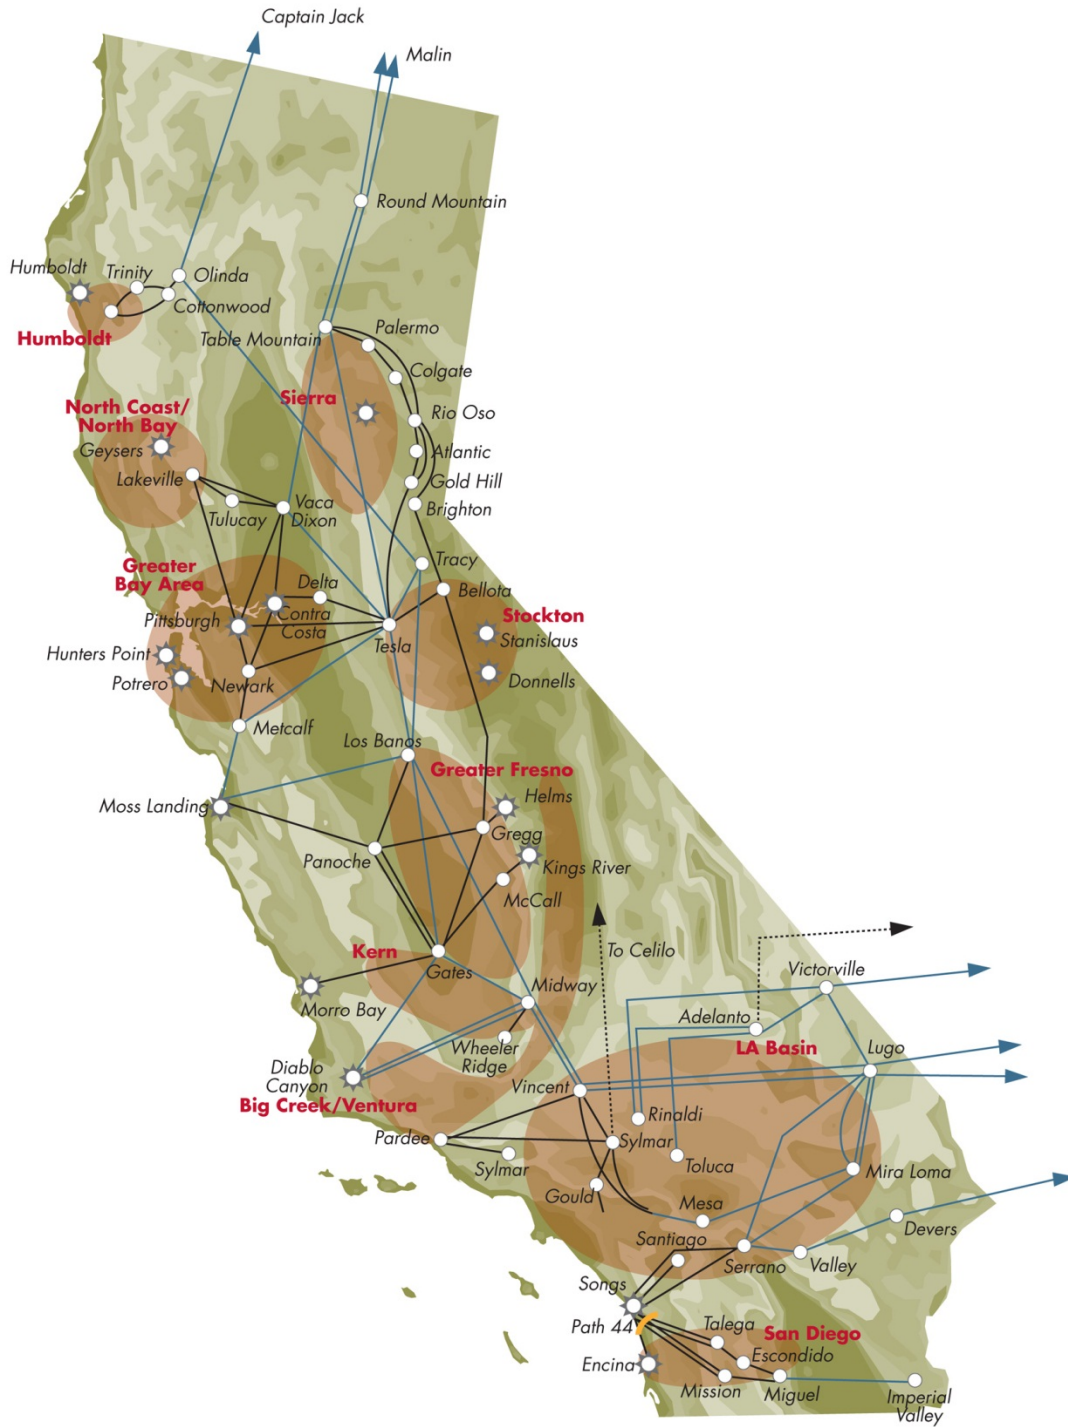 Captain Jack
Malin
Round Mountain
Humboldt
Trinity
Olinda
Cottonwood
Humboldt
Table Mountain
Palermo
Colgate
Sierra
Rio Oso
North Coast/
North Bay
Geysers
Lakeville
Atlantic
Gold Hill
Tulucay
Vaca
Dixon
Brighton
Greater
Bay Area
Delta
Tracy
Bellota
Pittsburgh
Contra
Costa
Tesla
Stockton
Stanislaus
Hunters Point
Potrero
Newark
Donnells
Metcalf
Los Banos
Greater Fresno
Moss Landing
Helms
Gregg
Panoche
Kings River
McCall
Kern
Gates
To Celilo
Morro Bay
Midway
Victorville
Adelanto
LA Basin
Lugo
Wheeler
Ridge
Diablo
Canyon
Vincent
Big Creek/Ventura
Rinaldi
Pardee
Sylmar
Sylmar
Toluca
Mira Loma
Gould
Mesa
Santiago
Devers
Serrano
Valley
Songs
Path 44
Talega
San Diego
Encina
Escondido
Mission
Miguel
Imperial
Valley